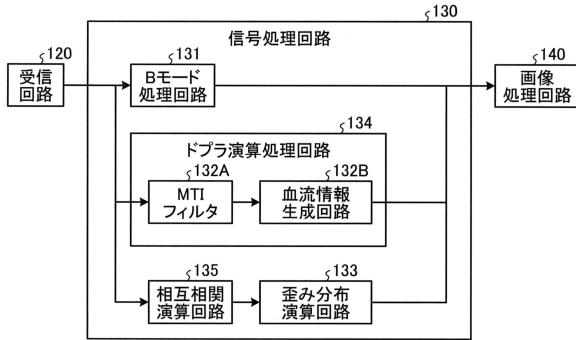 130
信号処理回路
120
受信
回路
131
Bモード
処理回路
140
画像
処理回路
134
ドプラ演算処理回路
132A
MTI
フィルタ
132B
血流情報
生成回路
135
相互相関
演算回路
133
歪み分布
演算回路